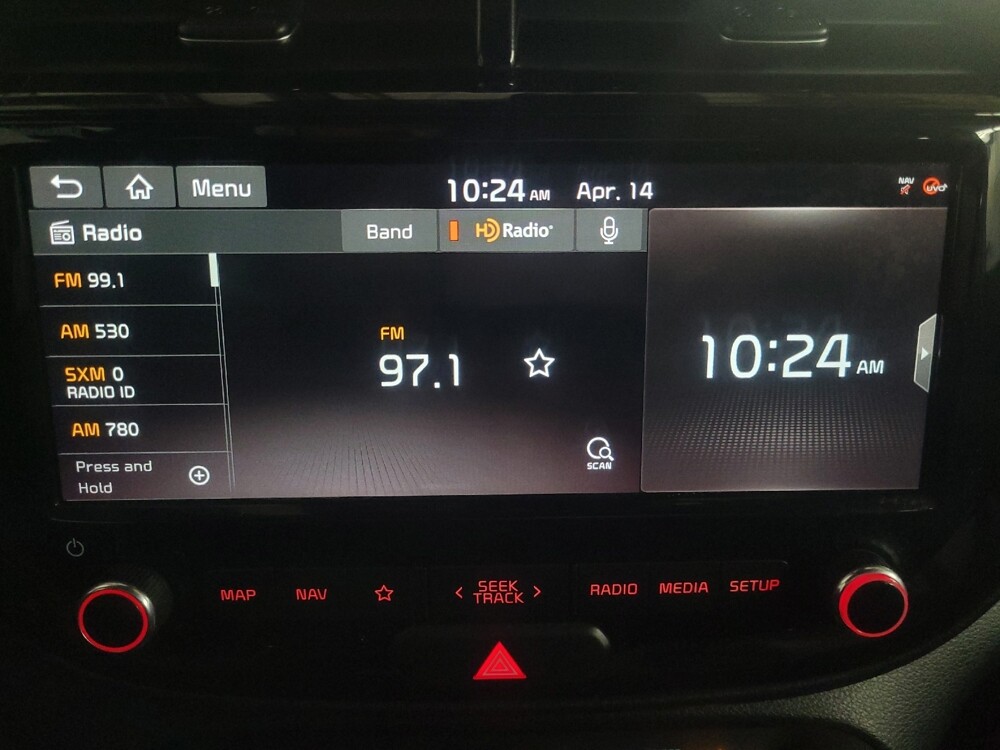 Menu
10:24 AM Apr. 14
NAV
UVO
Radio
Band
HD Radio
FM 99.1
AM 530
SXM 0
RADIO ID
AM 780
Press and
Hold
FM
97.1
SCAN
10:24 AM
MAP
NAV
SEEK
TRACK
RADIO
MEDIA
SETUP